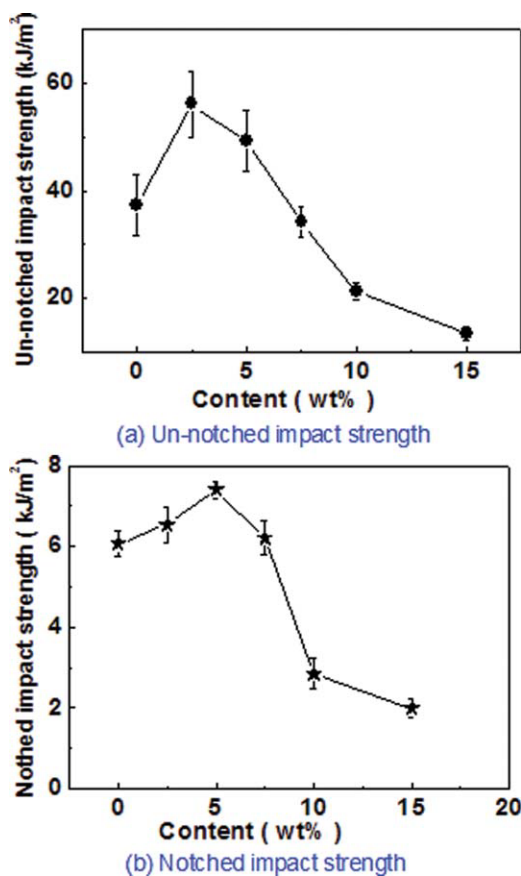 Un-notched impact strength (kJ/m²)
60
40
20
0 5 10 15
Content ( wt% )
(a) Un-notched impact strength
Nothed impact strength ( kJ/m²)
8
6
4
2
0
0 5 10 15 20
Content ( wt% )
(b) Notched impact strength